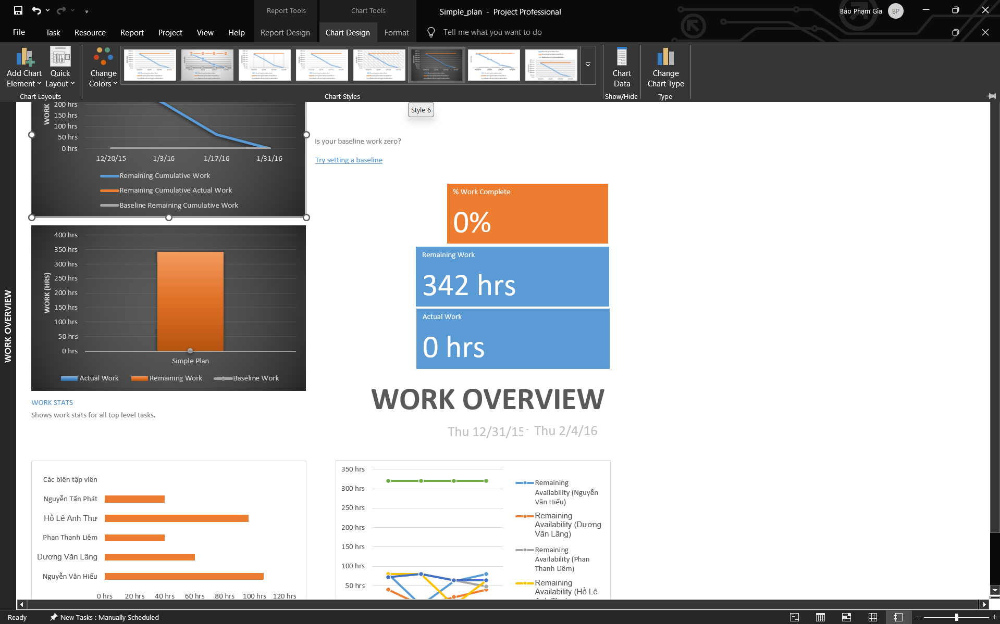 Report Tools
Chart Tools
Simple_plan - Project Professional
Bảo Phạm Gia
BP
File
Task
Resource
Report
Project
View
Help
Report Design
Chart Design
Format
Tell me what you want to do
Add Chart Element
Quick Layout
Change Colors
Chart Data
Change Chart Type
Chart Layouts
Chart Styles
Show/Hide
Type
Style 6
WORK OVERVIEW
WORK
200 hrs
150 hrs
100 hrs
50 hrs
0 hrs
12/20/15
1/3/16
1/17/16
1/31/16
Remaining Cumulative Work
Remaining Cumulative Actual Work
Baseline Remaining Cumulative Work
Is your baseline work zero?
Try setting a baseline
% Work Complete
0%
Remaining Work
342 hrs
Actual Work
0 hrs
WORK (HRS)
400 hrs
350 hrs
300 hrs
250 hrs
200 hrs
150 hrs
100 hrs
50 hrs
0 hrs
Simple Plan
Actual Work
Remaining Work
Baseline Work
WORK STATS
Shows work stats for all top level tasks.
WORK OVERVIEW
Thu 12/31/15 - Thu 2/4/16
Các biên tập viên
Nguyễn Tấn Phát
Hồ Lê Anh Thư
Phan Thanh Liêm
Dương Văn Lãng
Nguyễn Văn Hiếu
0 hrs
20 hrs
40 hrs
60 hrs
80 hrs
100 hrs
120 hrs
350 hrs
300 hrs
250 hrs
200 hrs
150 hrs
100 hrs
50 hrs
Remaining
Availability (Nguyễn
Văn Hiếu)
Remaining
Availability (Dương
Văn Lãng)
Remaining
Availability (Phan
Thanh Liêm)
Remaining
Availability (Hồ Lê
Ready
New Tasks : Manually Scheduled